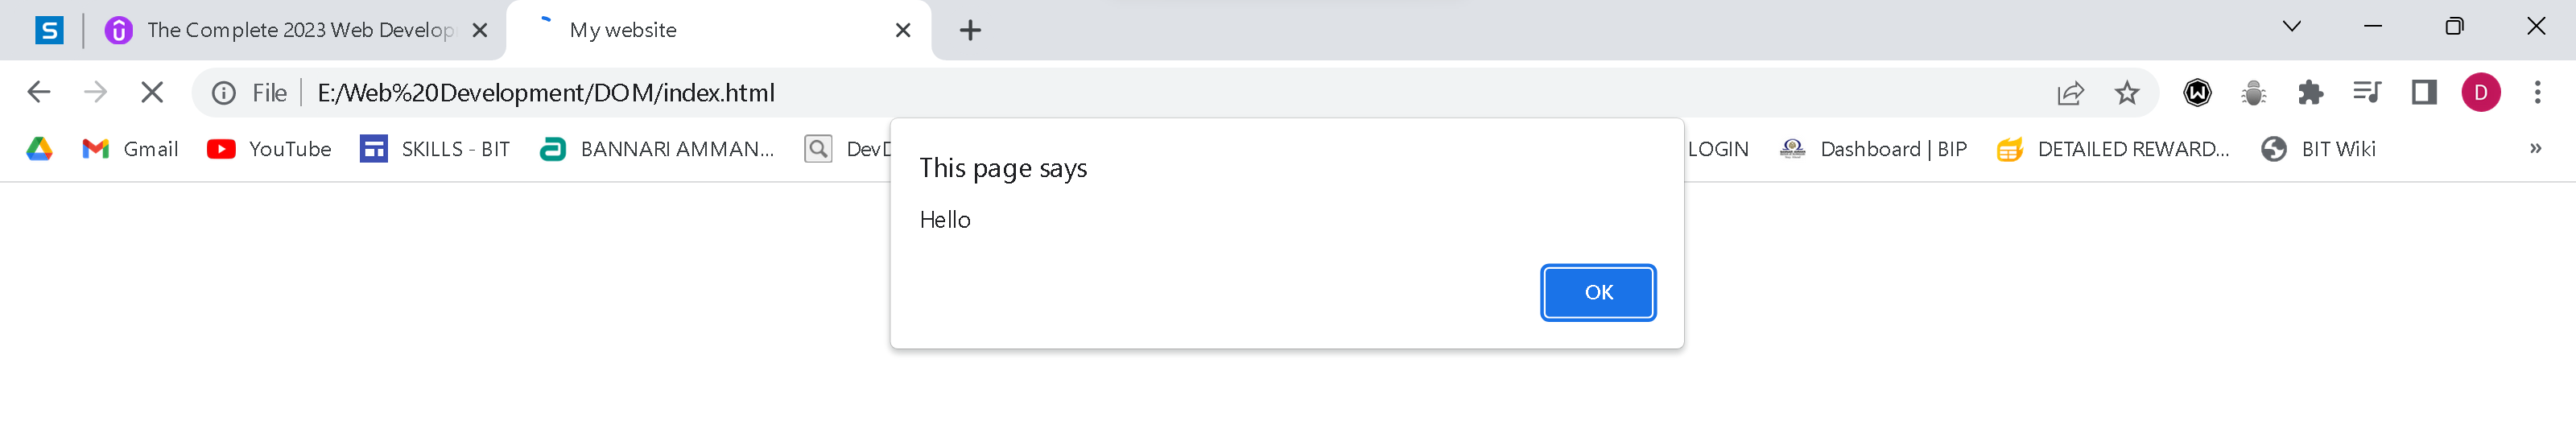 S
The Complete 2023 Web Develop
My website
File
E:/Web%20Development/DOM/index.html
W
D
Gmail
YouTube
SKILLS - BIT
BANNARI AMMAN...
DevD
LOGIN
Dashboard | BIP
DETAILED REWARD...
BIT Wiki
»
This page says
Hello
OK